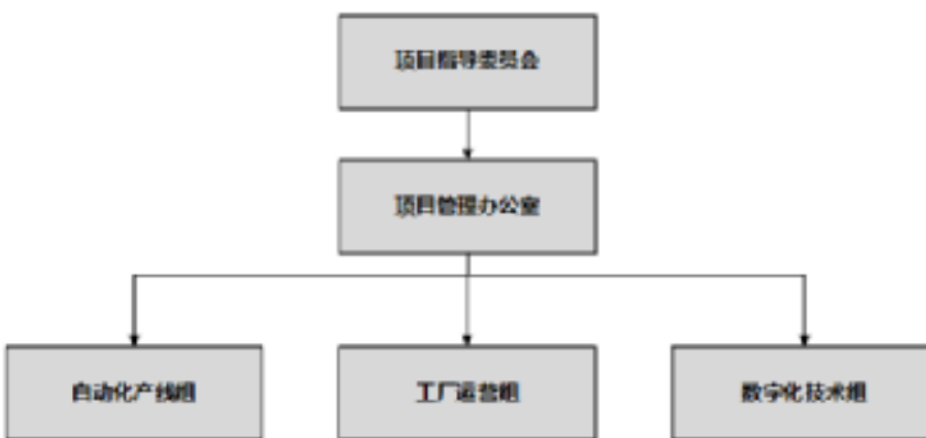 项目指导委员会
项目管理办公室
自动化产线组
工厂运营组
数字化技术组